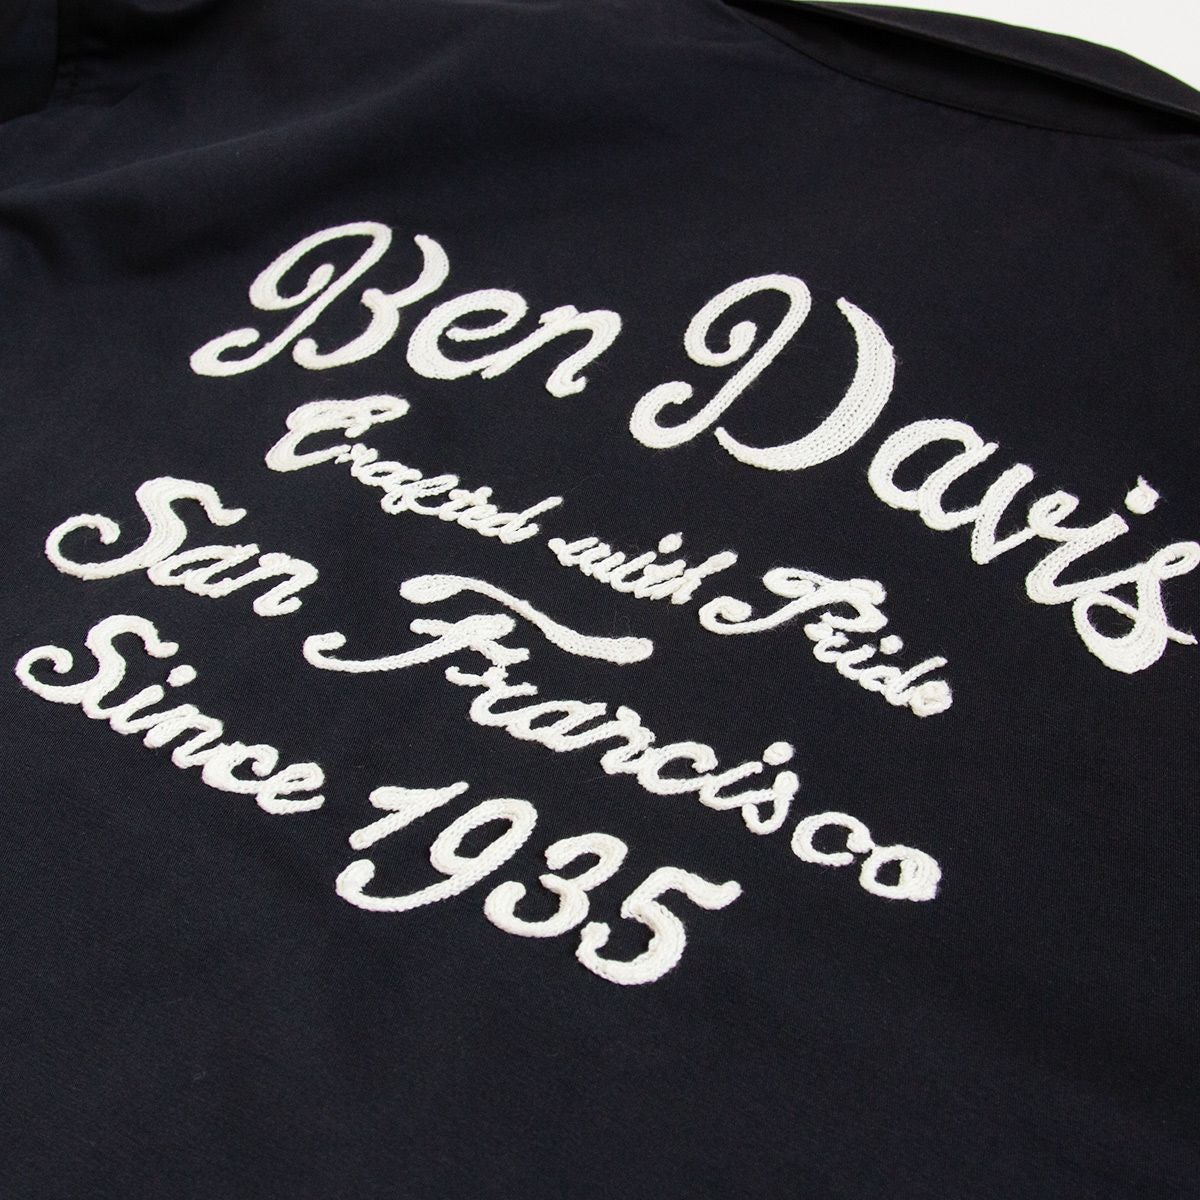 Ben Davis
Crafted with Pride
San Francisco
Since 1935